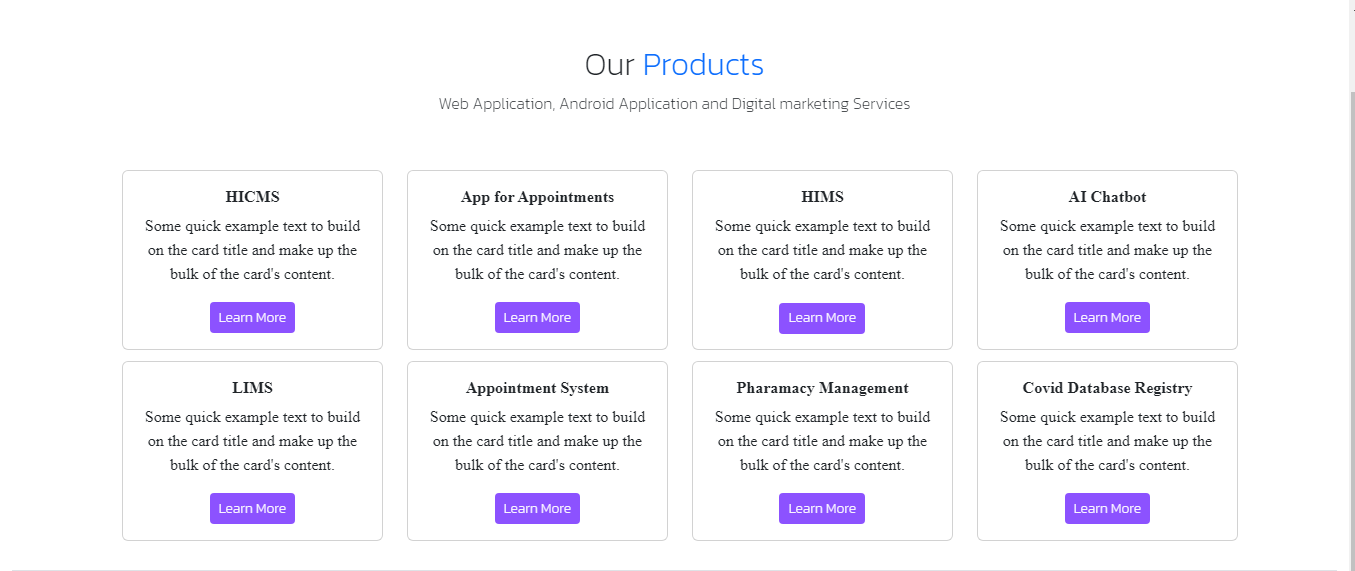 Our Products
Web Application, Android Application and Digital marketing Services
HICMS
Some quick example text to build
on the card title and make up the
bulk of the card's content.
Learn More
App for Appointments
Some quick example text to build
on the card title and make up the
bulk of the card's content.
Learn More
HIMS
Some quick example text to build
on the card title and make up the
bulk of the card's content.
Learn More
AI Chatbot
Some quick example text to build
on the card title and make up the
bulk of the card's content.
Learn More
LIMS
Some quick example text to build
on the card title and make up the
bulk of the card's content.
Learn More
Appointment System
Some quick example text to build
on the card title and make up the
bulk of the card's content.
Learn More
Pharamacy Management
Some quick example text to build
on the card title and make up the
bulk of the card's content.
Learn More
Covid Database Registry
Some quick example text to build
on the card title and make up the
bulk of the card's content.
Learn More